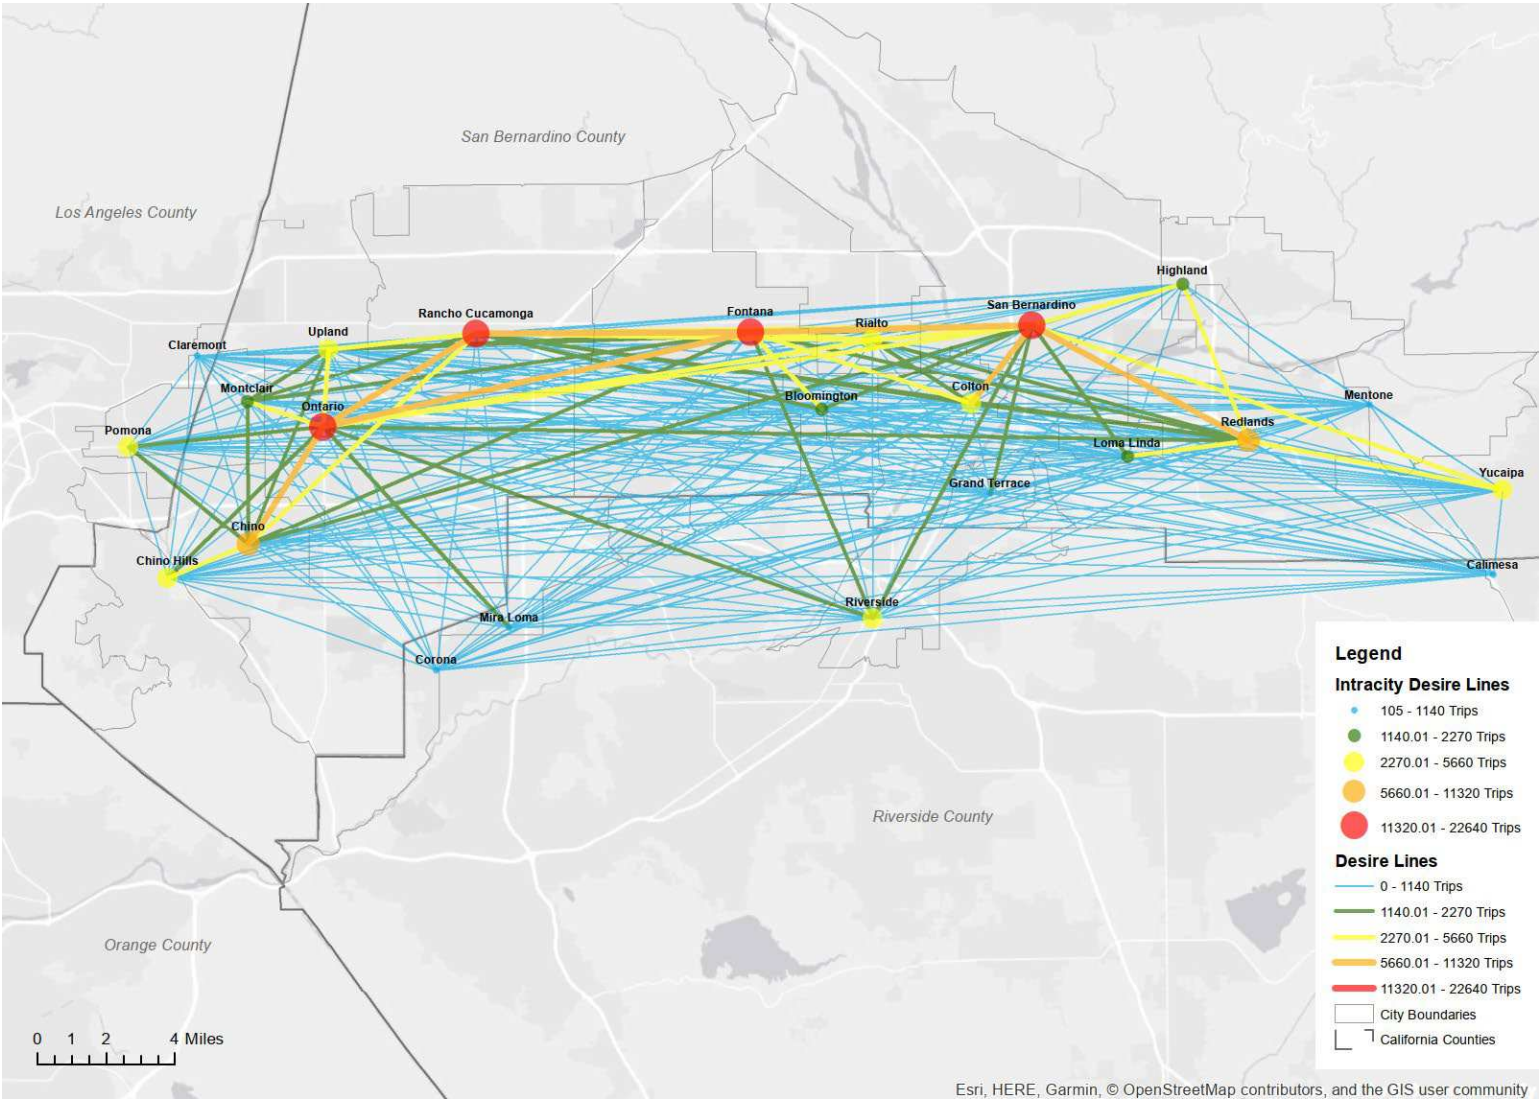 San Bernardino County
Los Angeles County
Highland
San Bernardino
Rancho Cucamonga
Fontana
Rialto
Upland
Claremont
Montclair
Colton
Bloomington
Mentone
Ontario
Redlands
Pomona
Loma Linda
Yucaipa
Grand Terrace
Chino
Chino Hills
Calimesa
Riverside
Mira Loma
Corona
Riverside County
Orange County
Legend
Intracity Desire Lines
105 - 1140 Trips
1140.01 - 2270 Trips
2270.01 - 5660 Trips
5660.01 - 11320 Trips
11320.01 - 22640 Trips
Desire Lines
0 - 1140 Trips
1140.01 - 2270 Trips
2270.01 - 5660 Trips
5660.01 - 11320 Trips
11320.01 - 22640 Trips
City Boundaries
California Counties
0 1 2 4 Miles
Esri, HERE, Garmin, © OpenStreetMap contributors, and the GIS user community